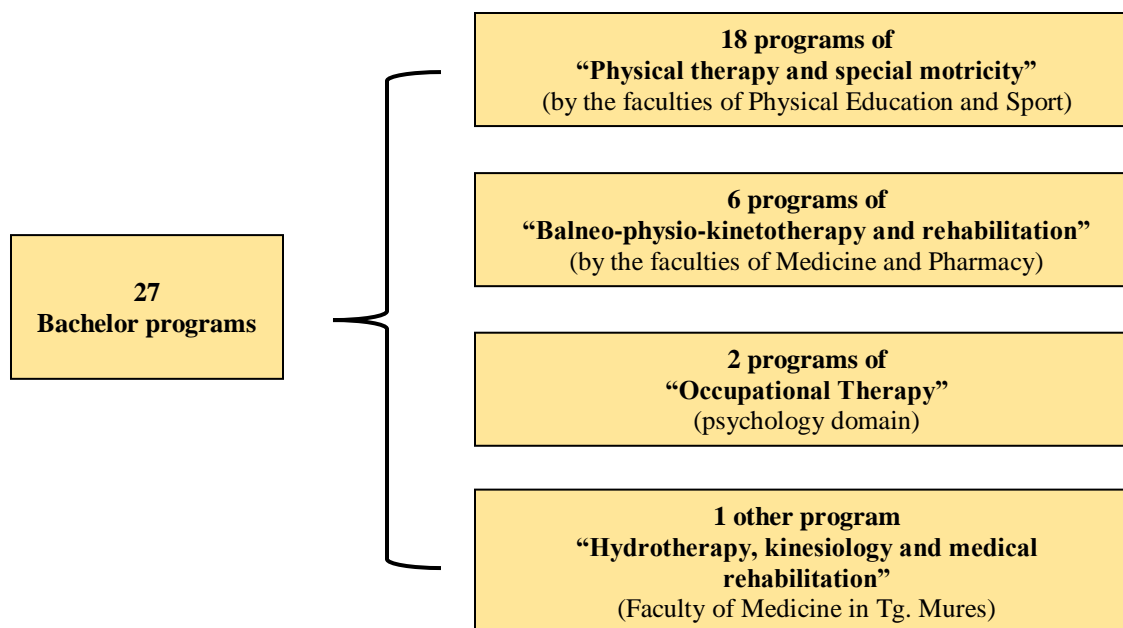 27
Bachelor programs
18 programs of
“Physical therapy and special motricity”
(by the faculties of Physical Education and Sport)
6 programs of
“Balneo-physio-kinetotherapy and rehabilitation”
(by the faculties of Medicine and Pharmacy)
2 programs of
“Occupational Therapy”
(psychology domain)
1 other program
“Hydrotherapy, kinesiology and medical
rehabilitation”
(Faculty of Medicine in Tg. Mures)